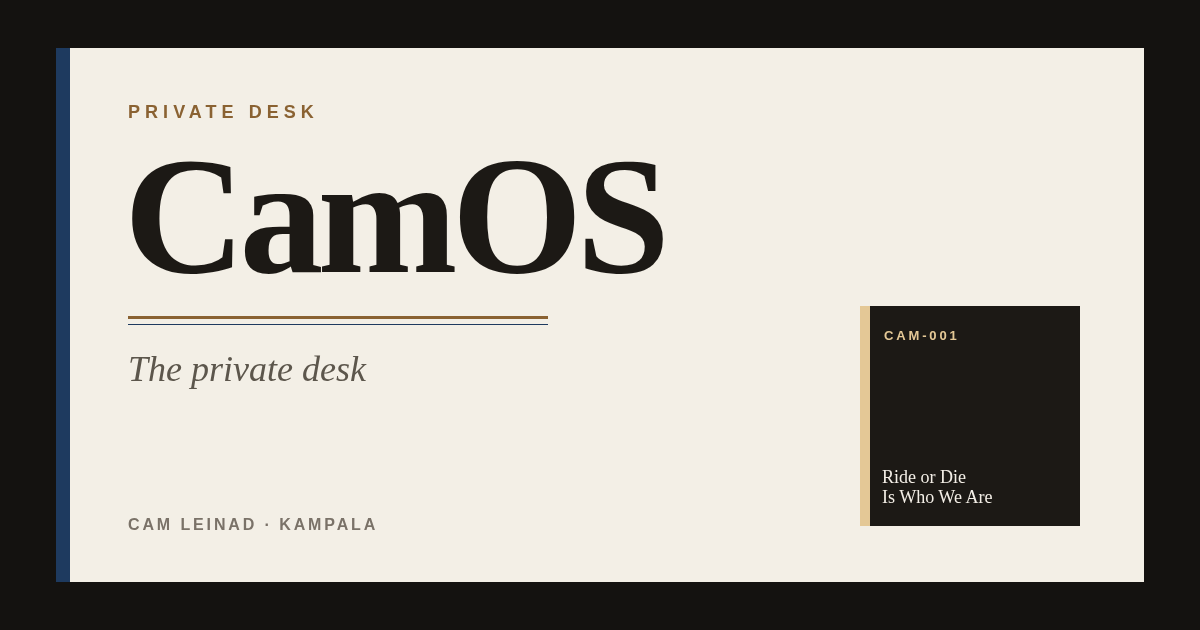 PRIVATE DESK
CamOS
The private desk
CAM-001
Ride or Die
Is Who We Are
CAM LEINAD · KAMPALA